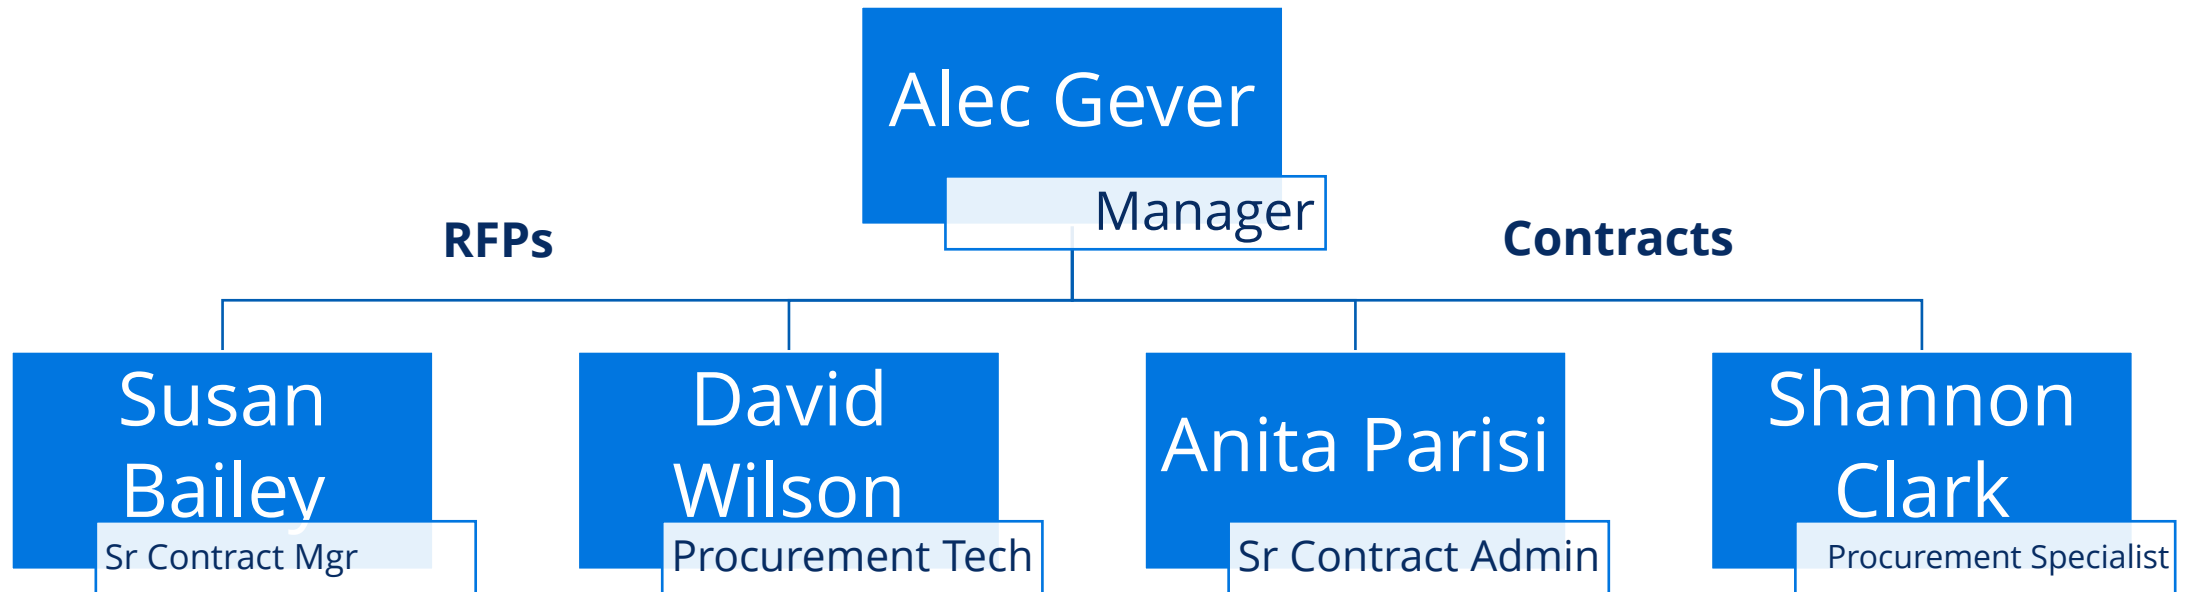 Alec Gever
Manager
RFPs
Contracts
Susan
Bailey
Sr Contract Mgr
David
Wilson
Procurement Tech
Anita Parisi
Sr Contract Admin
Shannon
Clark
Procurement Specialist